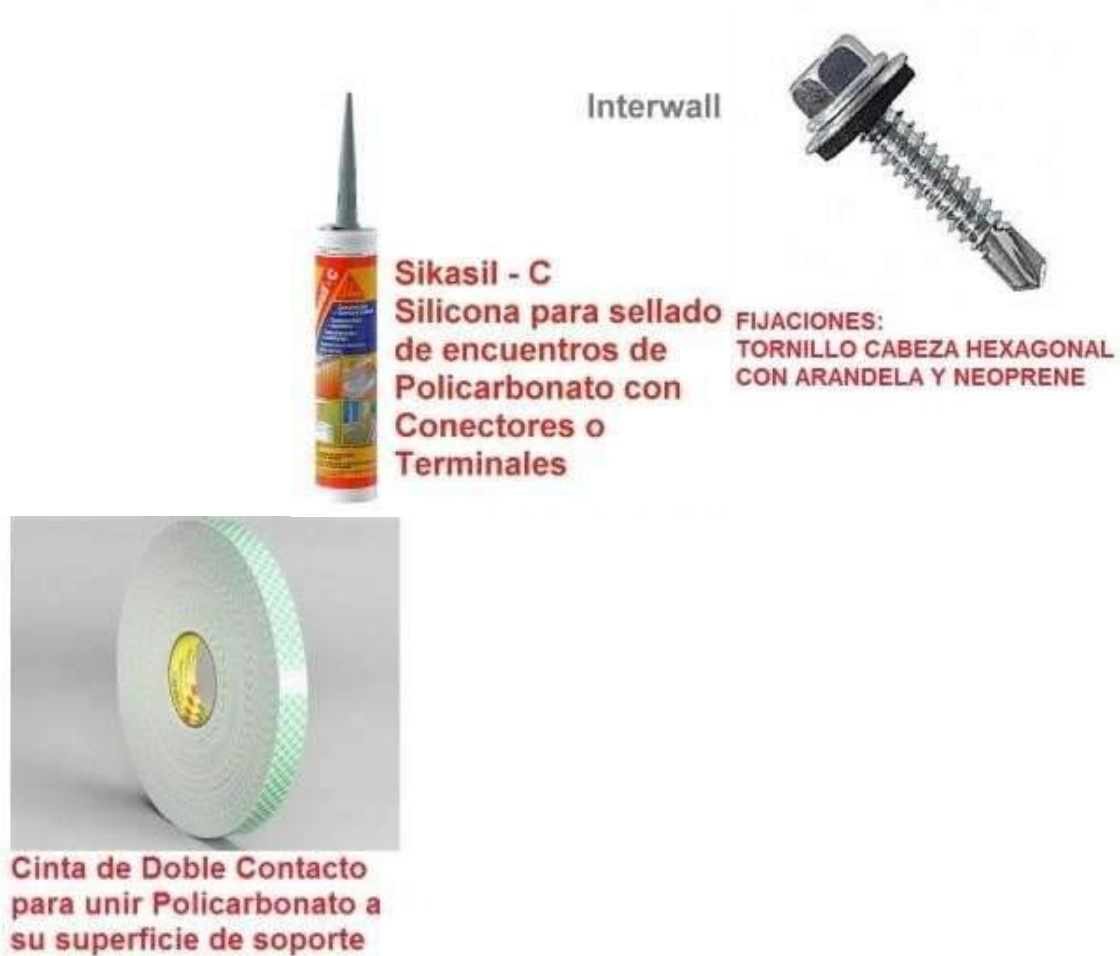 Interwall
Sikasil - C
Silicona para sellado
de encuentros de
Policarbonato con
Conectores o
Terminales
FIJACIONES:
TORNILLO CABEZA HEXAGONAL
CON ARANDELA Y NEOPRENE
Cinta de Doble Contacto
para unir Policarbonato a
su superficie de soporte